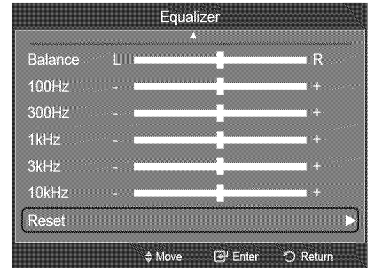 Equalizer
Balance L R
100Hz - +
300Hz - +
1kHz - +
3kHz - +
10kHz - +
Reset
Move Enter Return